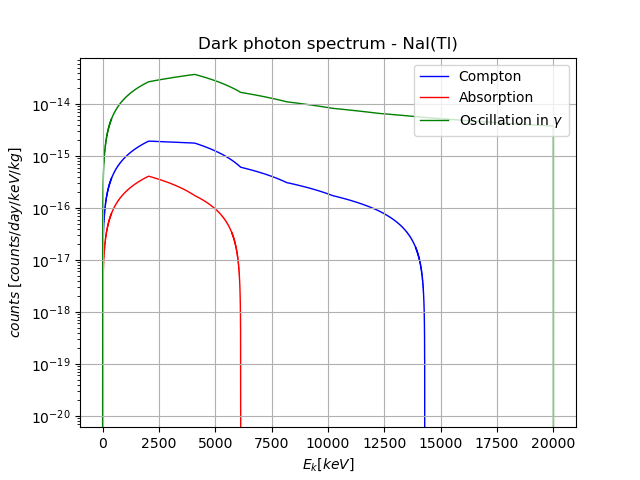 Dark photon spectrum - NaI(Tl)
Compton
Absorption
Oscillation in γ
counts [counts/day/keV/kg]
10⁻¹⁴
10⁻¹⁵
10⁻¹⁶
10⁻¹⁷
10⁻¹⁸
10⁻¹⁹
10⁻²⁰
0 2500 5000 7500 10000 12500 15000 17500 20000
Eₖ[keV]